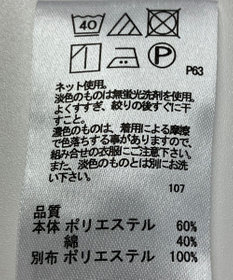 40
P
P63
ネット使用。
淡色のものは無蛍光洗剤を使用。
よくすすぎ、絞りの後すぐに干
すこと。
濃色のものは、着用による摩擦
で色落ちする事がありますので、
組み合せの衣服にご注意下さい。
また、淡色のものとは別にお洗
い下さい。
107
品質
本体 ポリエステル 60%
綿 40%
別布 ポリエステル 100%